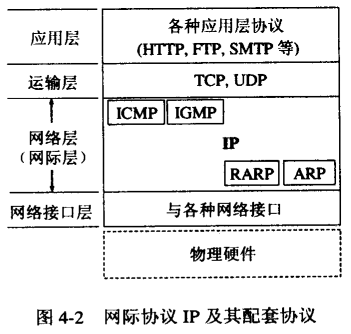 应用层
各种应用层协议
(HTTP, FTP, SMTP 等)
运输层
TCP, UDP
网络层
（网际层）
ICMP
IGMP
IP
RARP
ARP
网络接口层
与各种网络接口
物理硬件
图 4-2 网际协议 IP 及其配套协议